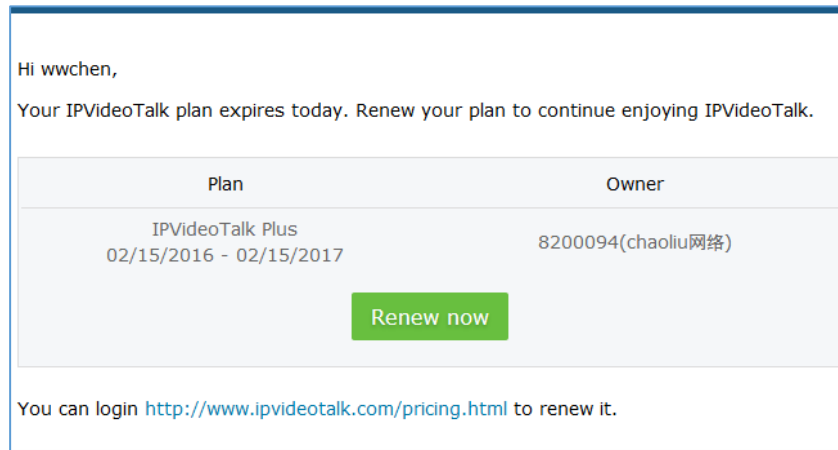 Hi wwchen,
Your IPVideoTalk plan expires today. Renew your plan to continue enjoying IPVideoTalk.
Plan
Owner
IPVideoTalk Plus
02/15/2016 - 02/15/2017
8200094(chaoliu网络)
Renew now
You can login http://www.ipvideotalk.com/pricing.html to renew it.